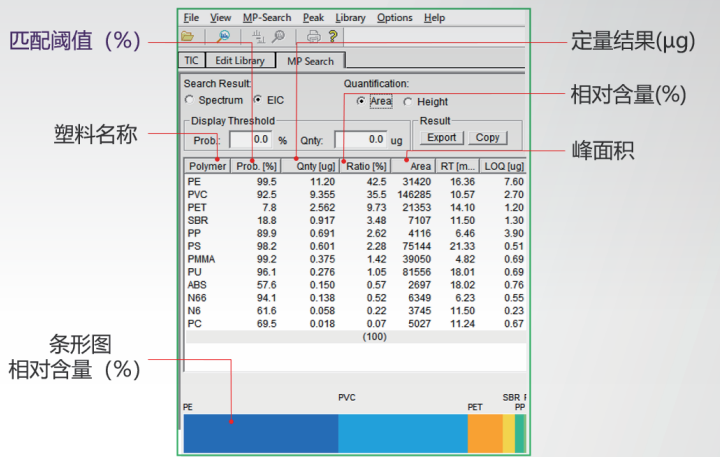 File View MP-Search Peak Library Options Help
匹配阈值（%）
定量结果(μg)
TIC Edit Library MP Search
Search Result: Quantification:
相对含量(%)
Spectrum EIC Area Height
塑料名称
Display Threshold Result
Prob.: 0.0 % Qnty: 0.0 ug Export Copy
峰面积
Polymer Prob. [%] Qnty [ug] Ratio [%] Area RT [m... LOQ [ug]
PE 99.5 11.20 42.5 31420 16.36 7.60
PVC 92.5 9.355 35.5 146285 10.57 2.70
PET 7.8 2.562 9.73 21353 14.10 1.20
SBR 18.8 0.917 3.48 7107 11.50 1.30
PP 89.9 0.691 2.62 4116 6.46 3.90
PS 98.2 0.601 2.28 75144 21.33 0.51
PMMA 99.2 0.375 1.42 39050 4.82 0.69
PU 96.1 0.276 1.05 81556 18.01 0.69
ABS 57.6 0.150 0.57 2697 18.02 0.76
N66 94.1 0.138 0.52 6349 6.23 0.55
N6 61.6 0.058 0.22 3745 11.50 0.23
PC 69.5 0.018 0.07 5027 11.24 0.67
(100)
条形图
相对含量（%）
PVC SBR
PE PET PP